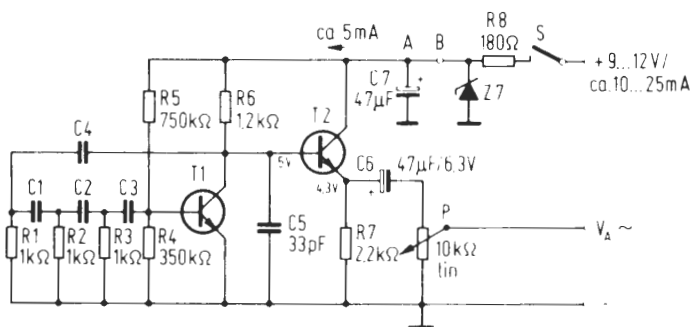 ca 5mA
A
B
R8
180Ω
S
+ 9...12V/
ca.10...25mA
C7
47µF
+
Z7
R5
750kΩ
R6
1,2kΩ
T2
C4
5V
4.3V
C6
47µF/6,3V
+
T1
C1
C2
C3
C5
33pF
R1
1kΩ
R2
1kΩ
R3
1kΩ
R4
350kΩ
R7
2,2kΩ
P
10kΩ
lin
VA ~
-